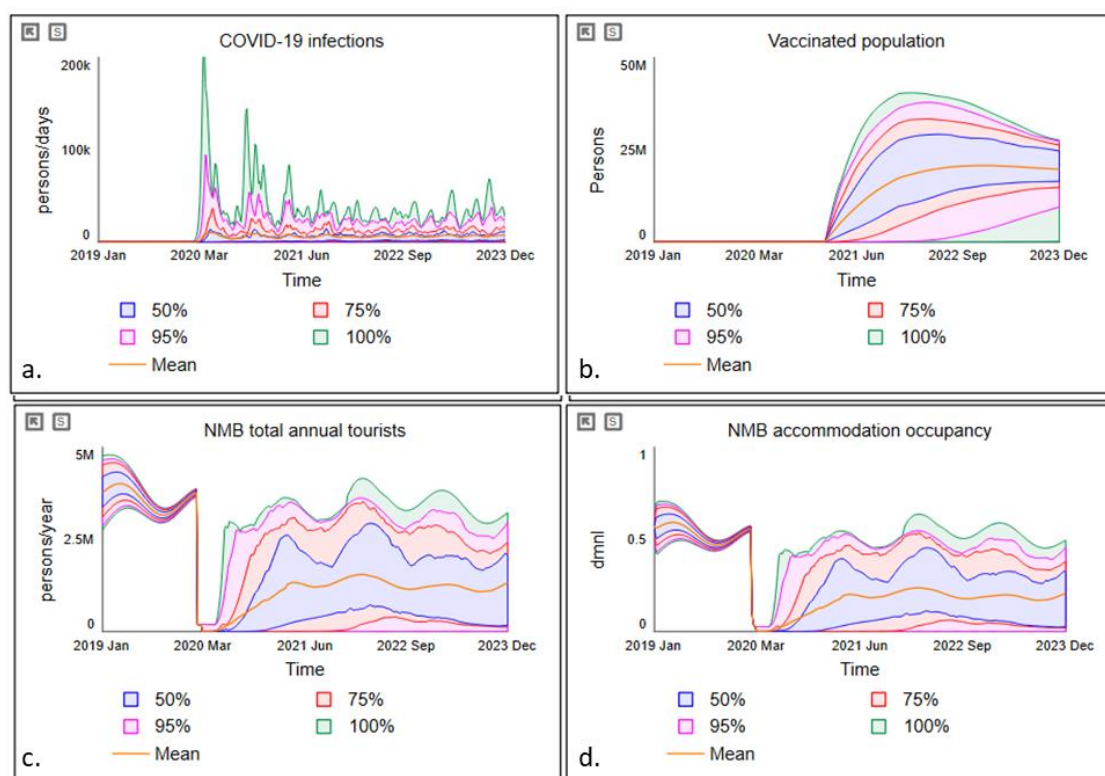 S
COVID-19 infections
200k
100k
0
persons/days
2019 Jan 2020 Mar 2021 Jun 2022 Sep 2023 Dec
Time
50% 75%
95% 100%
Mean
a.
S
Vaccinated population
50M
25M
0
Persons
2019 Jan 2020 Mar 2021 Jun 2022 Sep 2023 Dec
Time
50% 75%
95% 100%
Mean
b.
S
NMB total annual tourists
5M
2.5M
0
persons/year
2019 Jan 2020 Mar 2021 Jun 2022 Sep 2023 Dec
Time
50% 75%
95% 100%
Mean
c.
S
NMB accommodation occupancy
1
0.5
0
dmnl
2019 Jan 2020 Mar 2021 Jun 2022 Sep 2023 Dec
Time
50% 75%
95% 100%
Mean
d.